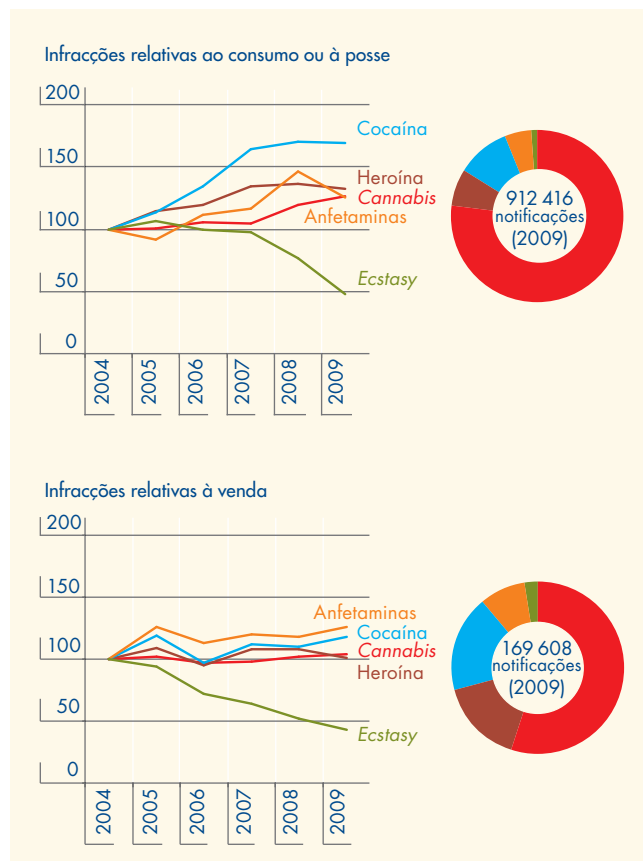 Infracções relativas ao consumo ou à posse
200
150
100
50
0
2004
2005
2006
2007
2008
2009
Cocaína
Heroína
Cannabis
Anfetaminas
Ecstasy
912 416
notificações
(2009)
Infracções relativas à venda
200
150
100
50
0
2004
2005
2006
2007
2008
2009
Anfetaminas
Cocaína
Cannabis
Heroína
Ecstasy
169 608
notificações
(2009)